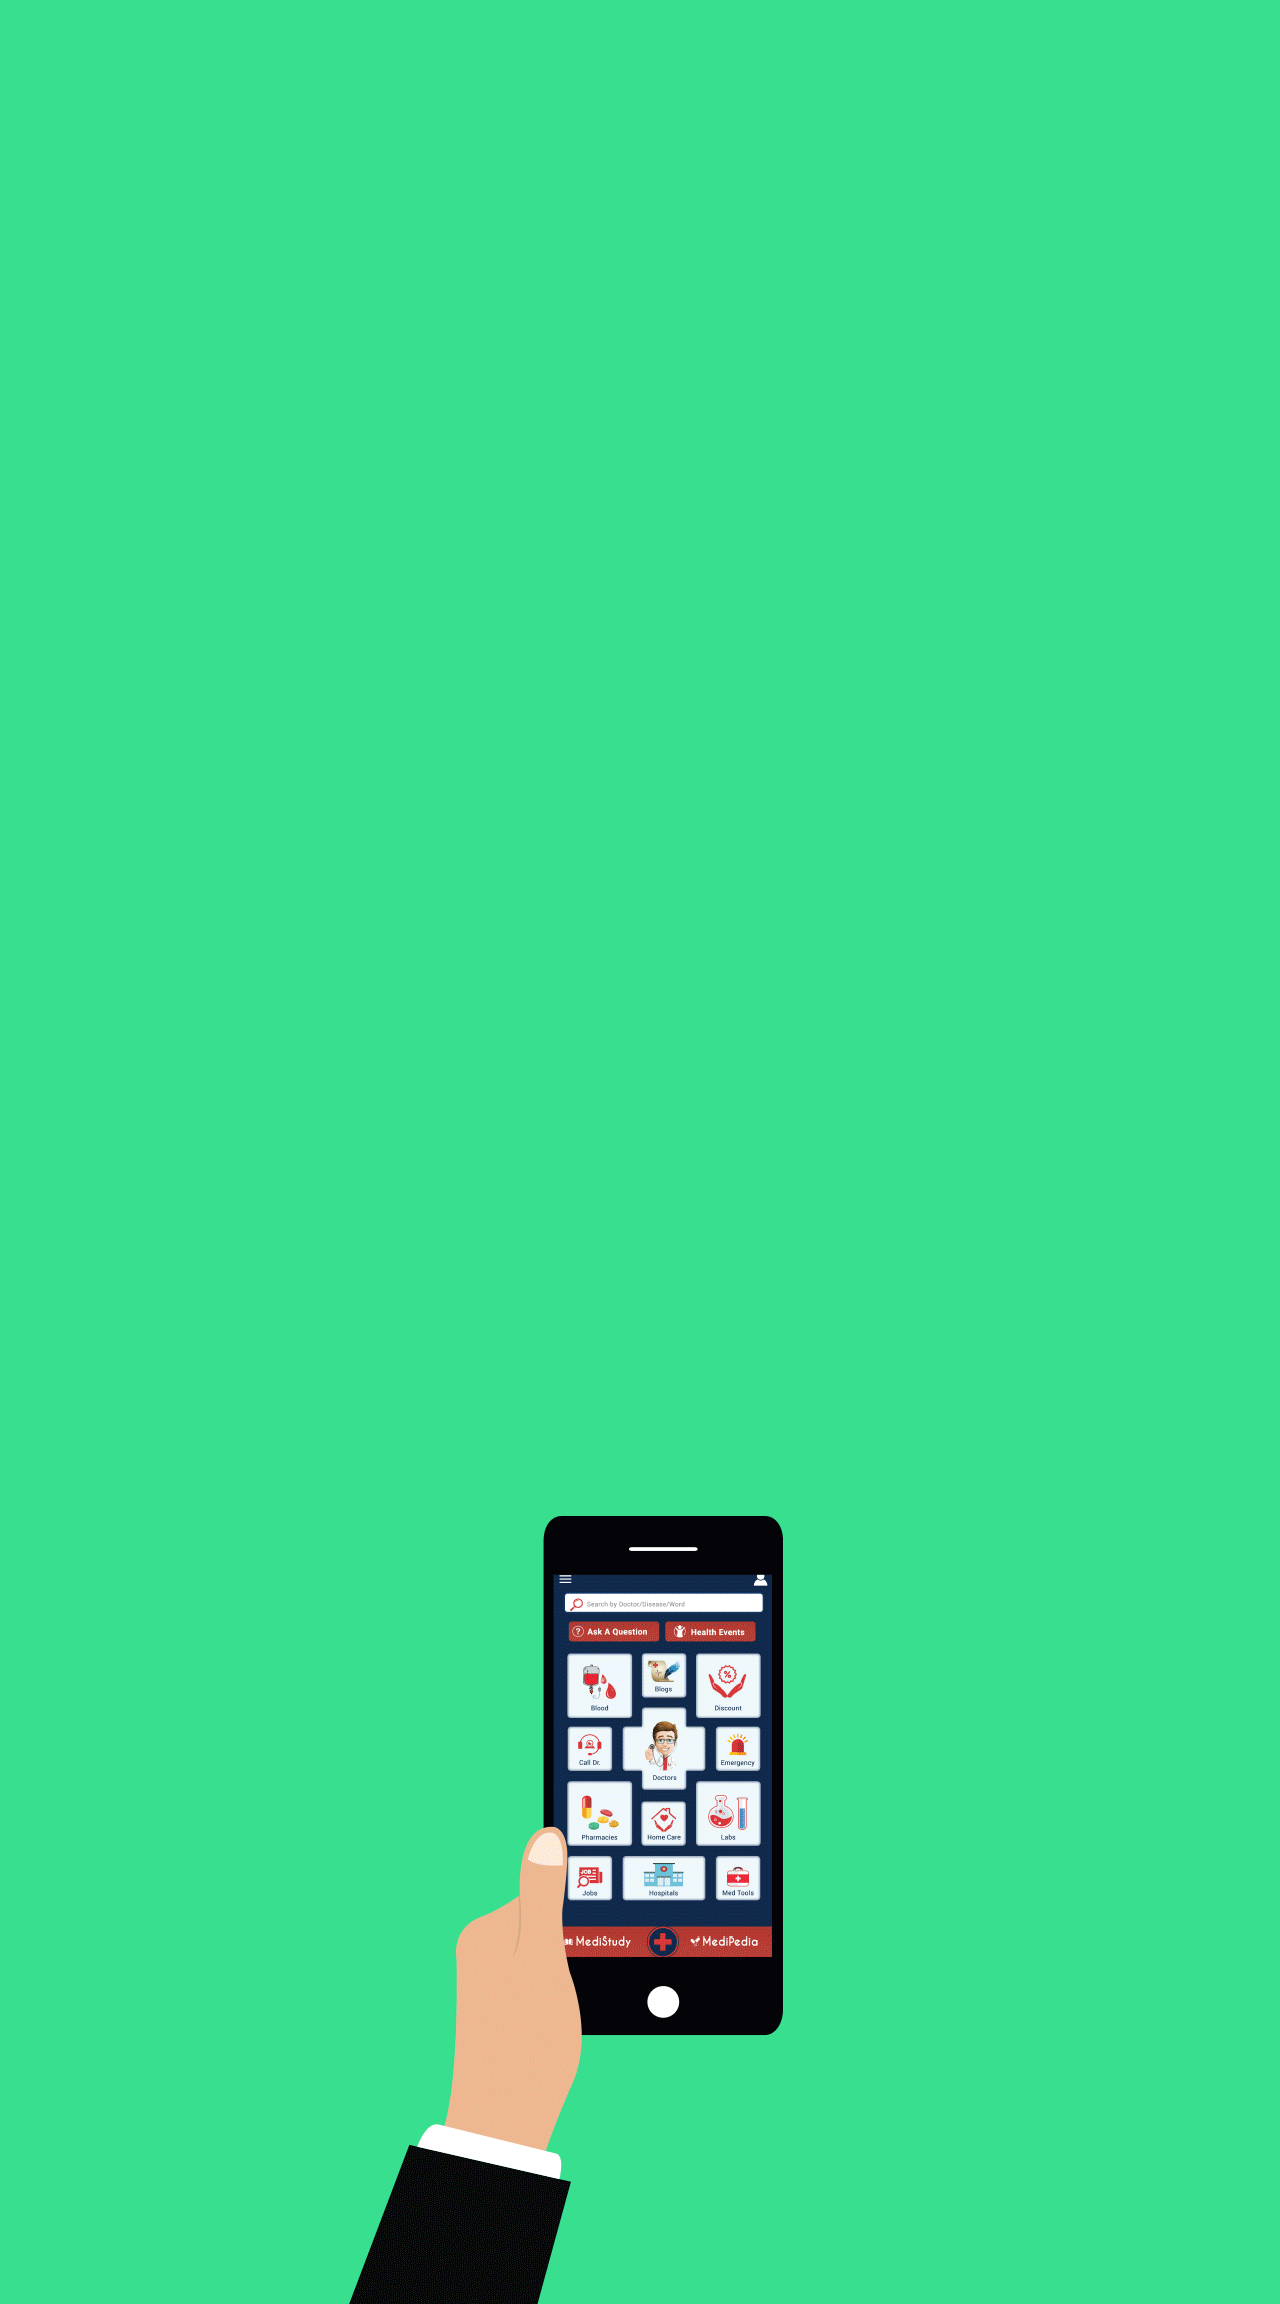 Search by Doctor/Disease/Word
? Ask A Question
Health Events
Blood
Blogs
% Discount
Call Dr.
Doctors
Emergency
Pharmacies
Home Care
Labs
JOB
Jobs
Hospitals
Med Tools
MediStudy
MediPedia